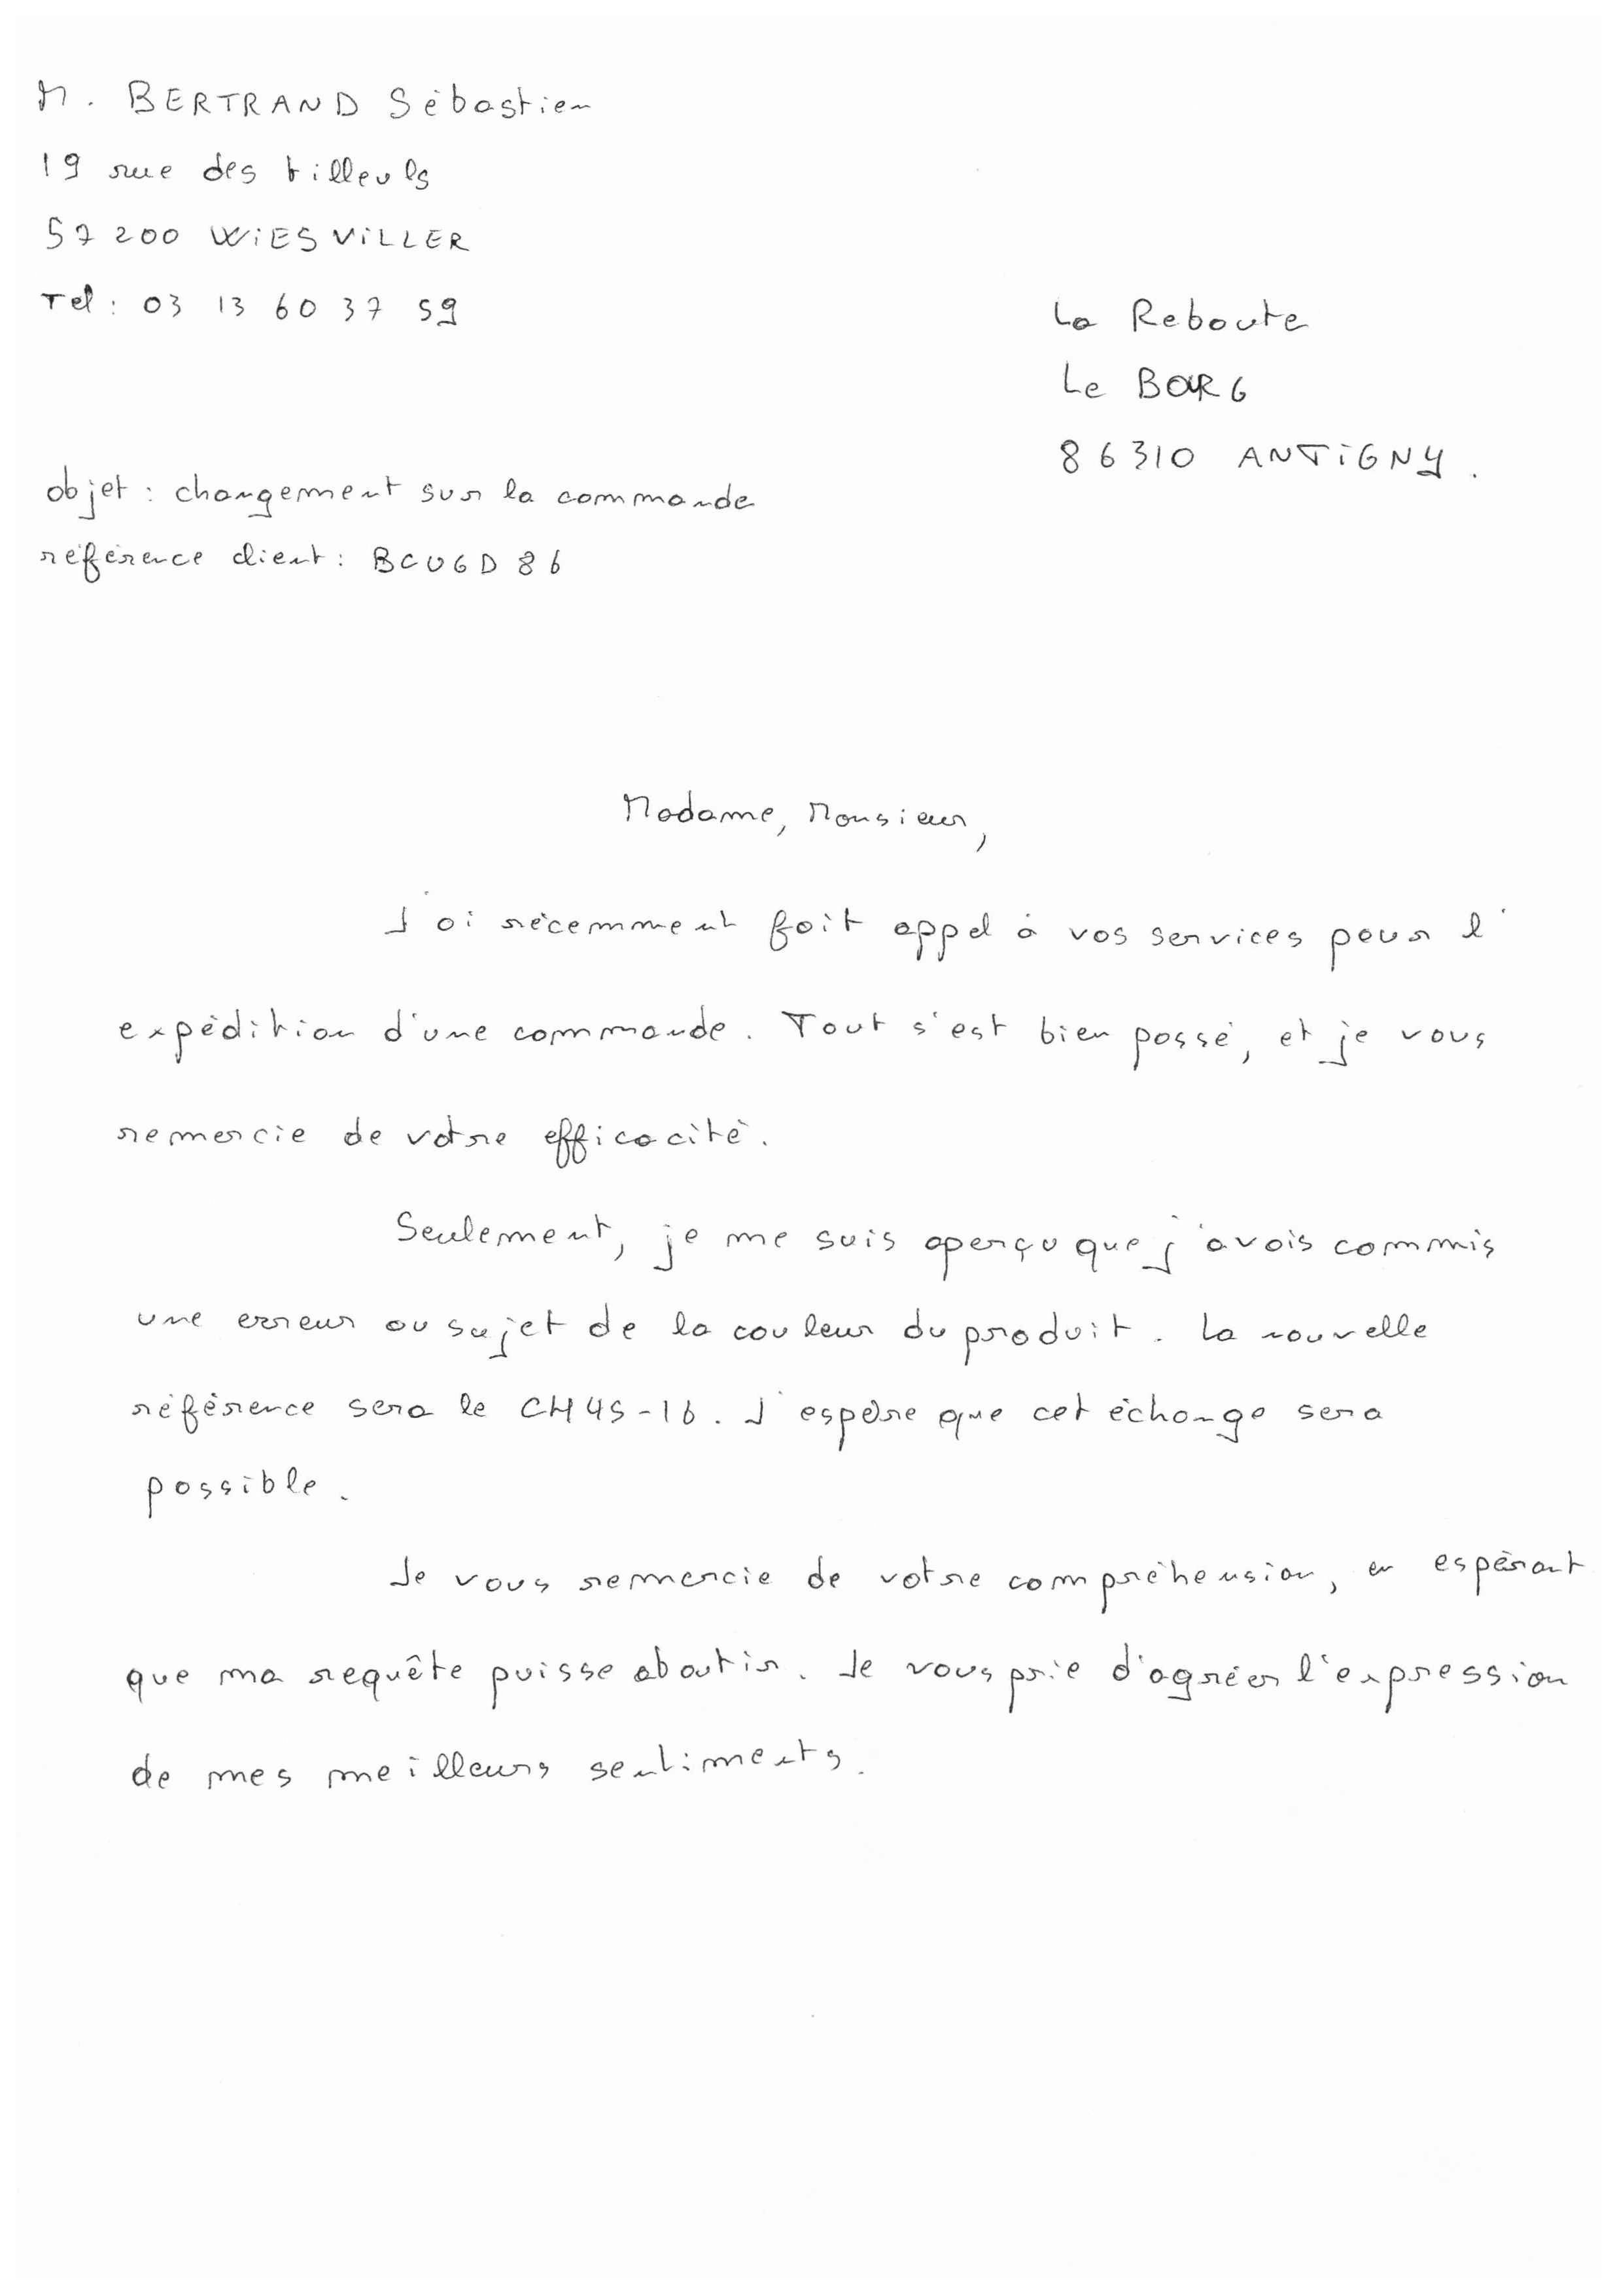 M. BERTRAND Sébastien
19 rue des tilleuls
57 200 WIESVILLER
Tel : 03 13 60 37 59
La Reboute
Le BOURG
86310 ANTIGNY.
objet : changement sur la commande
référence client : BCUGD 86
Madame, Monsieur,
J'ai récemment fait appel à vos services pour l'
expédition d'une commande. Tout s'est bien passé, et je vous
remercie de votre efficacité.
Seulement, je me suis aperçu que j'avais commis
une erreur au sujet de la couleur du produit. La nouvelle
référence sera le CH4S-16. J'espère que cet échange sera
possible.
Je vous remercie de votre compréhension, en espérant
que ma requête puisse aboutir. Je vous prie d'agréer l'expression
de mes meilleurs sentiments.